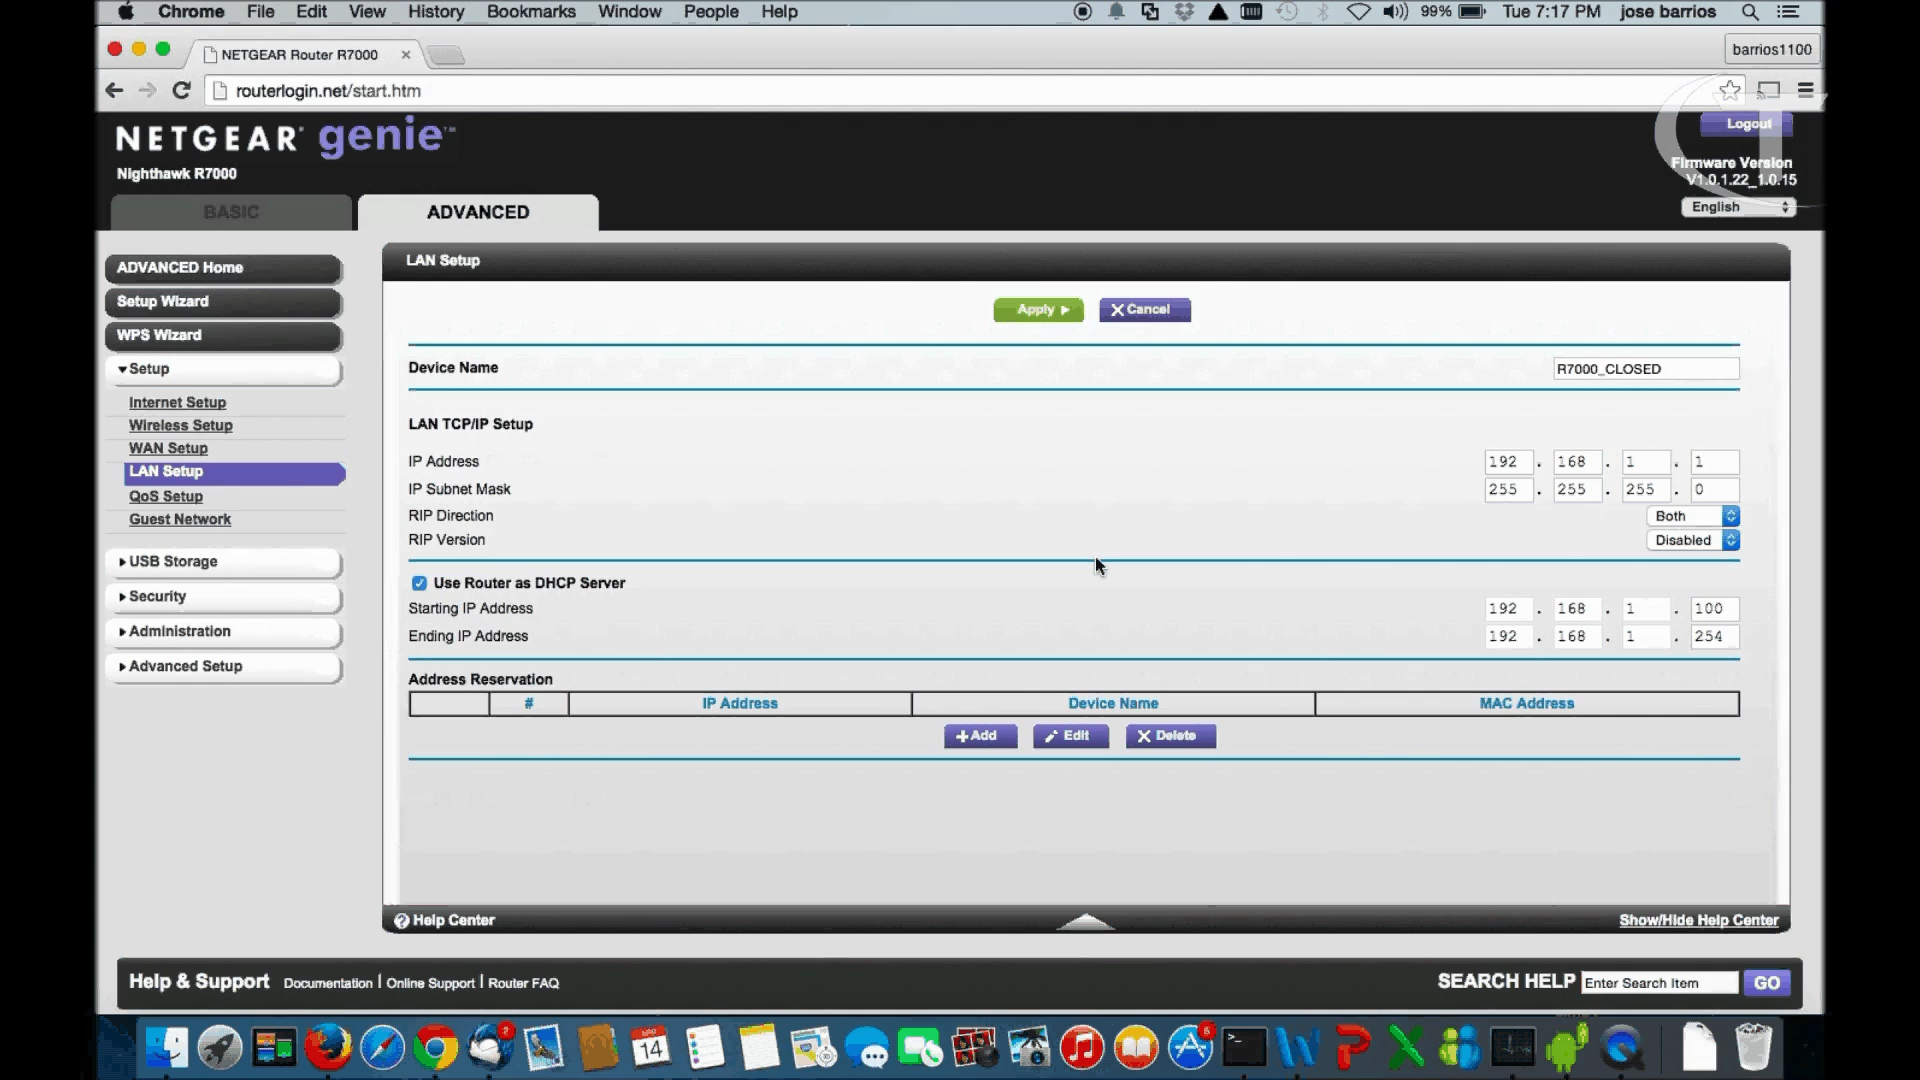 Chrome File Edit View History Bookmarks Window People Help 99% Tue 7:17 PM jose barrios
NETGEAR Router R7000 barrios1100
routerlogin.net/start.htm
NETGEAR genie™ Logout
Nighthawk R7000 Firmware Version
V1.0.1.22_1.0.15
BASIC ADVANCED English
ADVANCED Home
Setup Wizard
WPS Wizard
Setup
Internet Setup
Wireless Setup
WAN Setup
LAN Setup
QoS Setup
Guest Network
USB Storage
Security
Administration
Advanced Setup
LAN Setup
Apply Cancel
Device Name R7000_CLOSED
LAN TCP/IP Setup
IP Address 192 . 168 . 1 . 1
IP Subnet Mask 255 . 255 . 255 . 0
RIP Direction Both
RIP Version Disabled
Use Router as DHCP Server
Starting IP Address 192 . 168 . 1 . 100
Ending IP Address 192 . 168 . 1 . 254
Address Reservation
# IP Address Device Name MAC Address
+Add Edit Delete
Help Center Show/Hide Help Center
Help & Support Documentation | Online Support | Router FAQ SEARCH HELP Enter Search Item GO
2 14 6